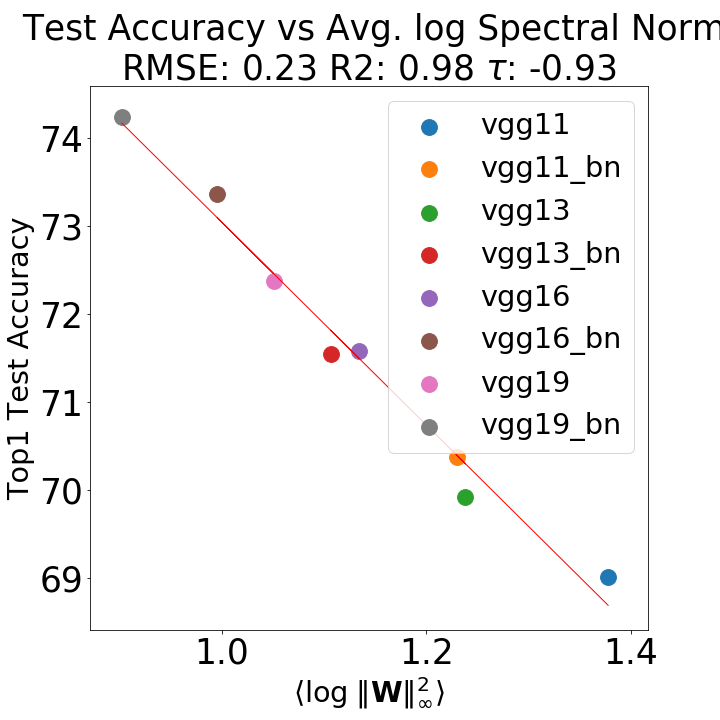 Test Accuracy vs Avg. log Spectral Norm
RMSE: 0.23 R2: 0.98 τ: -0.93
74
73
72
71
70
69
Top1 Test Accuracy
vgg11
vgg11_bn
vgg13
vgg13_bn
vgg16
vgg16_bn
vgg19
vgg19_bn
1.0 1.2 1.4
⟨log ‖W‖²∞⟩